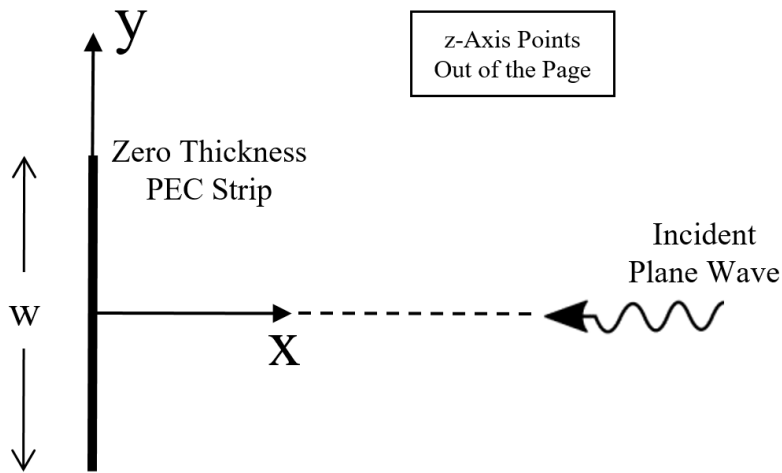 y
z-Axis Points
Out of the Page
Zero Thickness
PEC Strip
Incident
Plane Wave
w
x